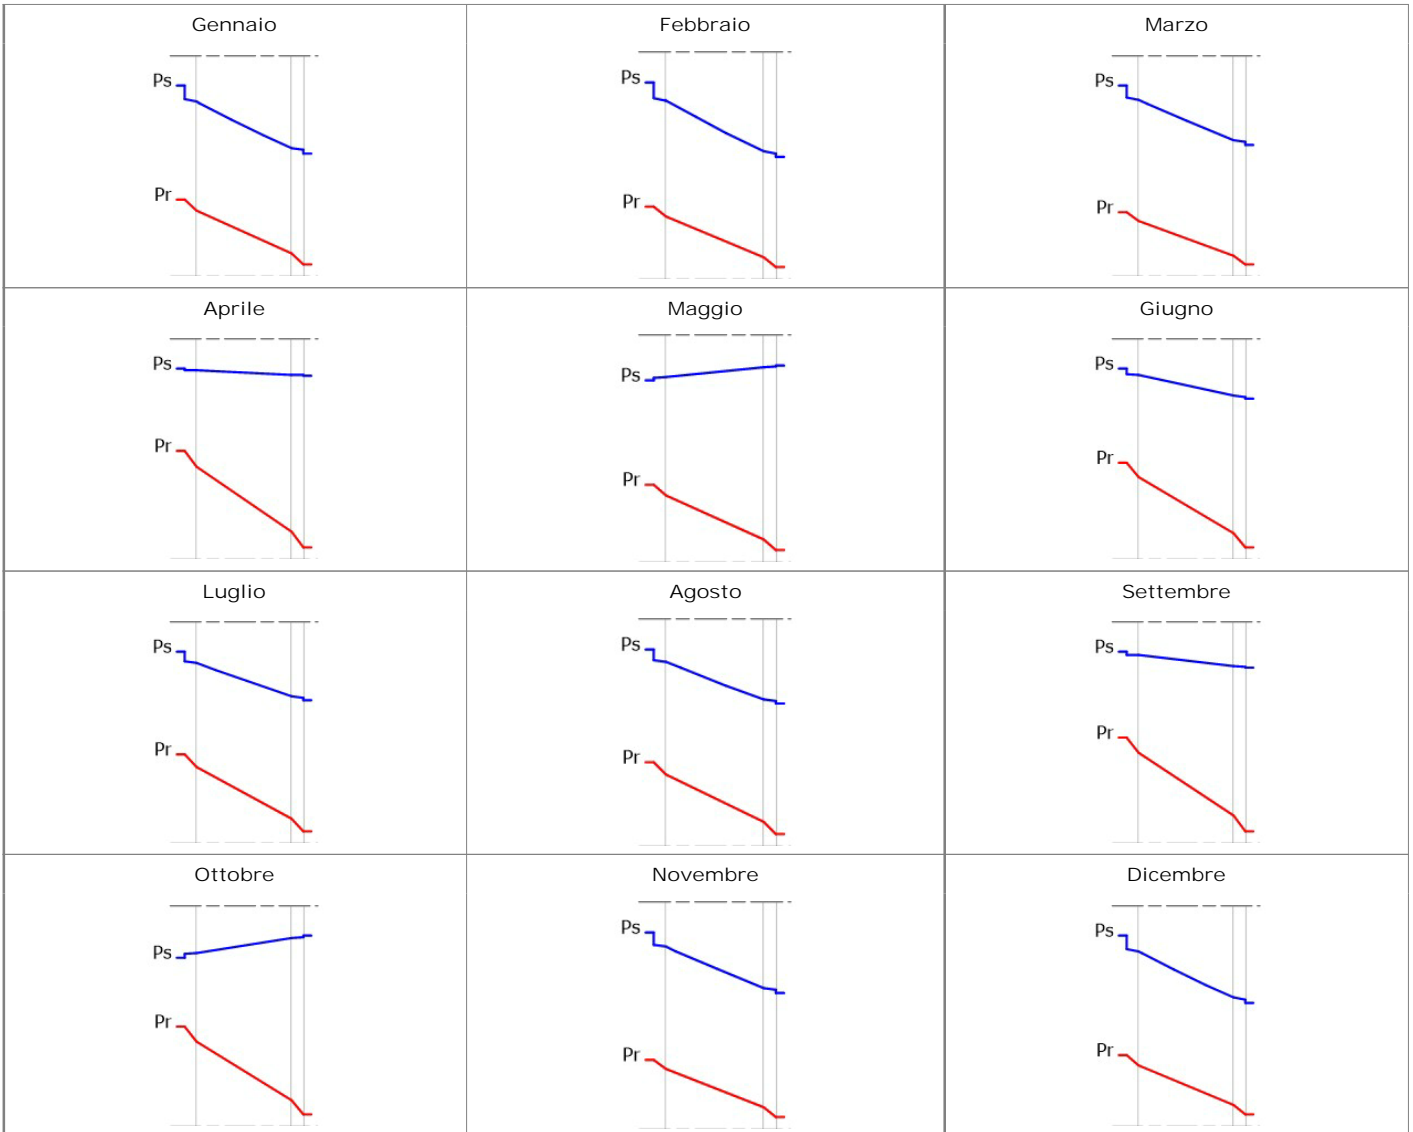 Gennaio
Febbraio
Marzo
Ps
Ps
Ps
Pr
Pr
Pr
Aprile
Maggio
Giugno
Ps
Ps
Ps
Pr
Pr
Pr
Luglio
Agosto
Settembre
Ps
Ps
Ps
Pr
Pr
Pr
Ottobre
Novembre
Dicembre
Ps
Ps
Ps
Pr
Pr
Pr